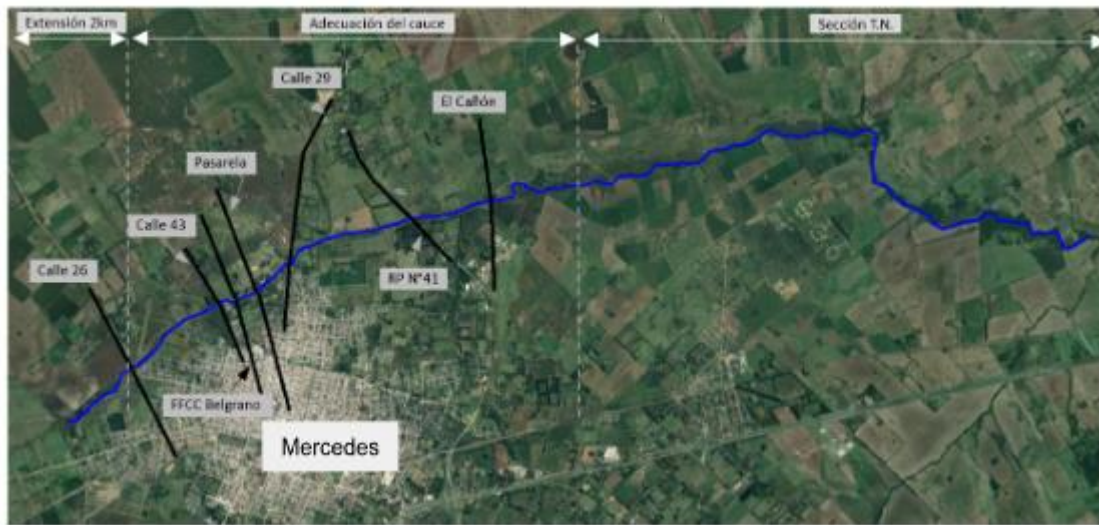 Extensión 2km
Adecuación del cauce
Sección T.N.
Calle 29
El Cañón
Pasarela
Calle 43
Calle 26
RP N°41
FFCC Belgrano
Mercedes